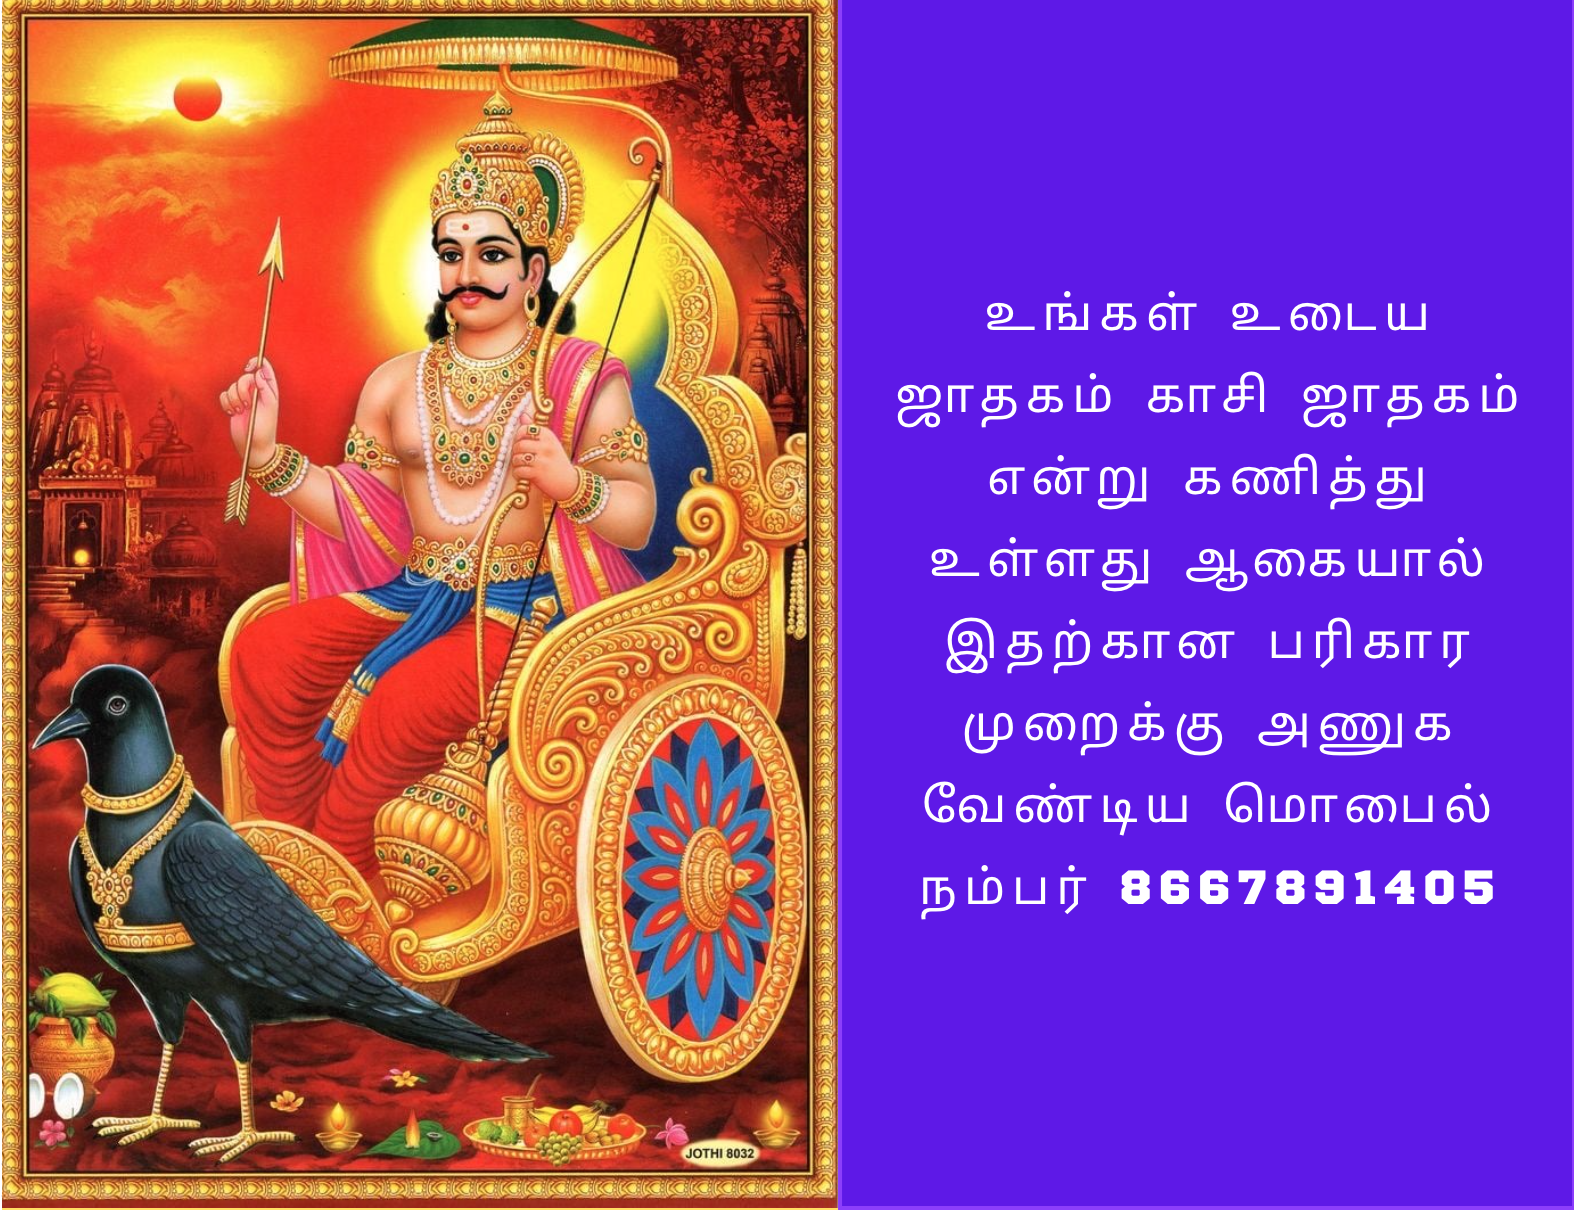 உங்கள் உடைய
ஜாதகம் காசி ஜாதகம்
என்று கணித்து
உள்ளது ஆகையால்
இதற்கான பரிகார
முறைக்கு அணுக
வேண்டிய மொபைல்
நம்பர் 8667891405
JOTHI 8032